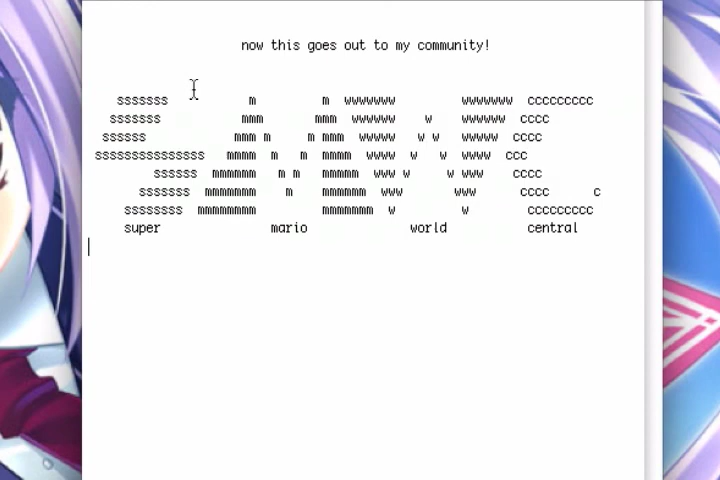 now this goes out to my community!
sssssss m m wwwwwww wwwwwww ccccccccc
sssssss mmm mmm wwwwww w wwwwww cccc
ssssss mmm m m mmm wwwww w w wwwww cccc
sssssssssssssss mmmm m m mmmm wwww w w wwww ccc
ssssss mmmmmm m m mmmmm www w w www cccc
sssssss mmmmmmm m mmmmmm www www cccc c
ssssssss mmmmmmmm mmmmmmm w w ccccccccc
super mario world central